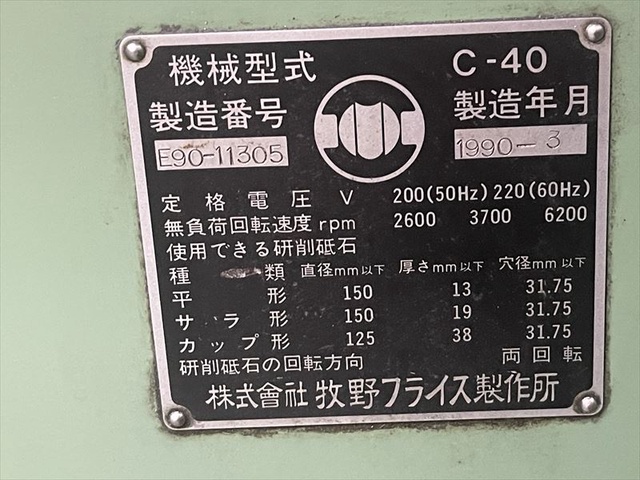 機械型式 C-40
製造番号 製造年月
E90-11305 1990-3
定格電圧 V 200(50Hz) 220(60Hz)
無負荷回転速度 rpm 2600 3700 6200
使用できる研削砥石
種類 直径mm以下 厚さmm以下 穴径mm以下
平形 150 13 31.75
サラ形 150 19 31.75
カップ形 125 38 31.75
研削砥石の回転方向 両回転
株式會社 牧野フライス製作所